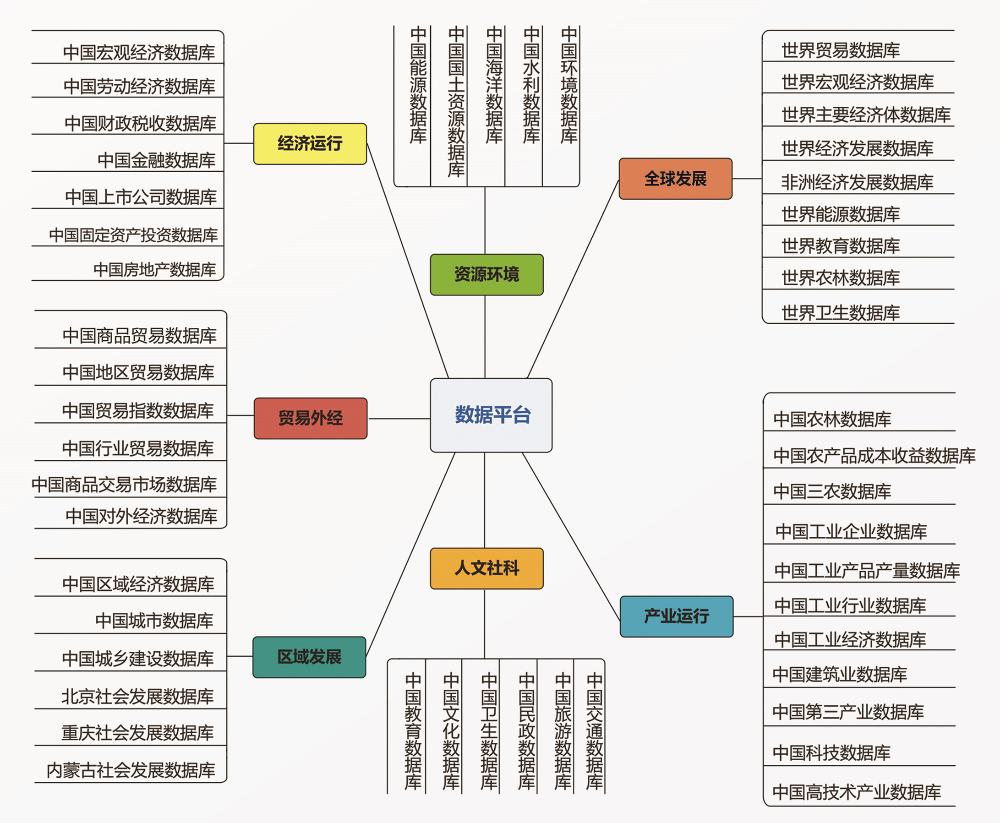 数据平台
经济运行
中国宏观经济数据库
中国劳动经济数据库
中国财政税收数据库
中国金融数据库
中国上市公司数据库
中国固定资产投资数据库
中国房地产数据库
资源环境
中国能源数据库
中国国土资源数据库
中国海洋数据库
中国水利数据库
中国环境数据库
全球发展
世界贸易数据库
世界宏观经济数据库
世界主要经济体数据库
世界经济发展数据库
非洲经济发展数据库
世界能源数据库
世界教育数据库
世界农林数据库
世界卫生数据库
贸易外经
中国商品贸易数据库
中国地区贸易数据库
中国贸易指数数据库
中国行业贸易数据库
中国商品交易市场数据库
中国对外经济数据库
区域发展
中国区域经济数据库
中国城市数据库
中国城乡建设数据库
北京社会发展数据库
重庆社会发展数据库
内蒙古社会发展数据库
人文社科
中国教育数据库
中国文化数据库
中国卫生数据库
中国民政数据库
中国旅游数据库
中国交通数据库
产业运行
中国农林数据库
中国农产品成本收益数据库
中国三农数据库
中国工业企业数据库
中国工业产品产量数据库
中国工业行业数据库
中国工业经济数据库
中国建筑业数据库
中国第三产业数据库
中国科技数据库
中国高技术产业数据库